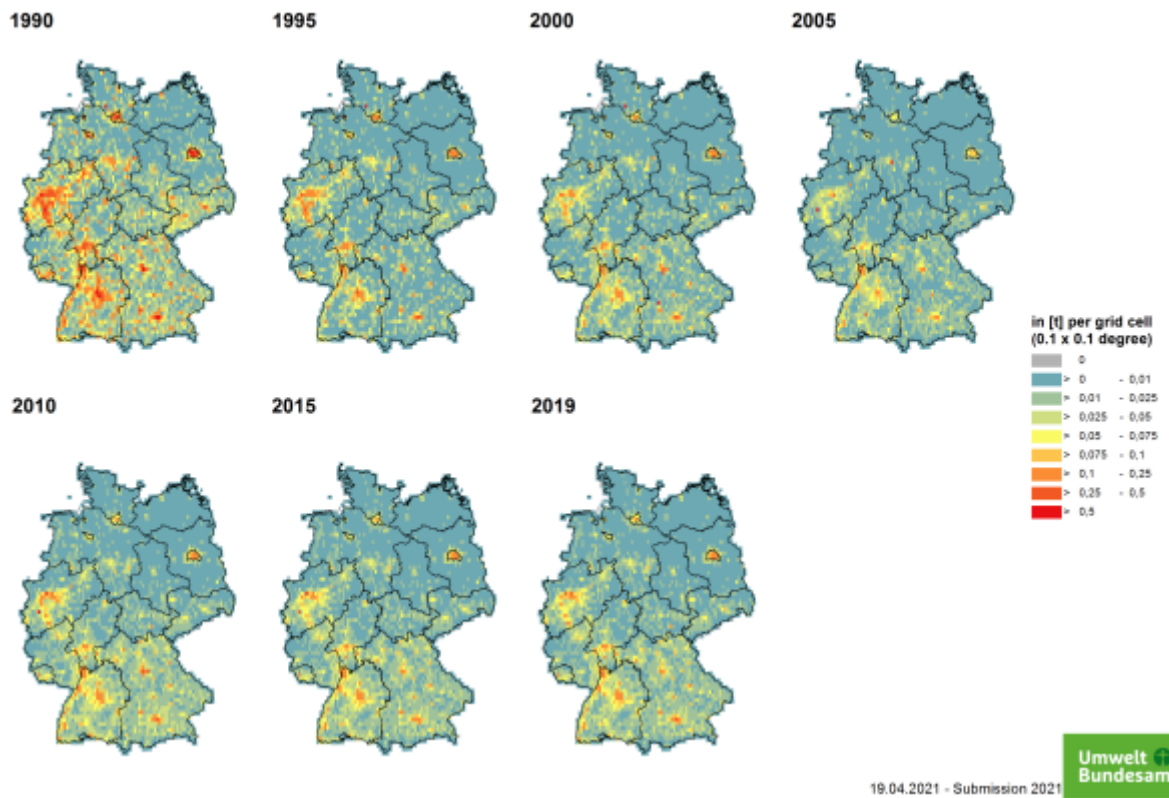 1990
1995
2000
2005
in [t] per grid cell
(0.1 x 0.1 degree)
0
> 0 - 0,01
> 0,01 - 0,025
> 0,025 - 0,05
> 0,05 - 0,075
> 0,075 - 0,1
> 0,1 - 0,25
> 0,25 - 0,5
> 0,5
2010
2015
2019
19.04.2021 - Submission 2021
Umwelt
Bundesam